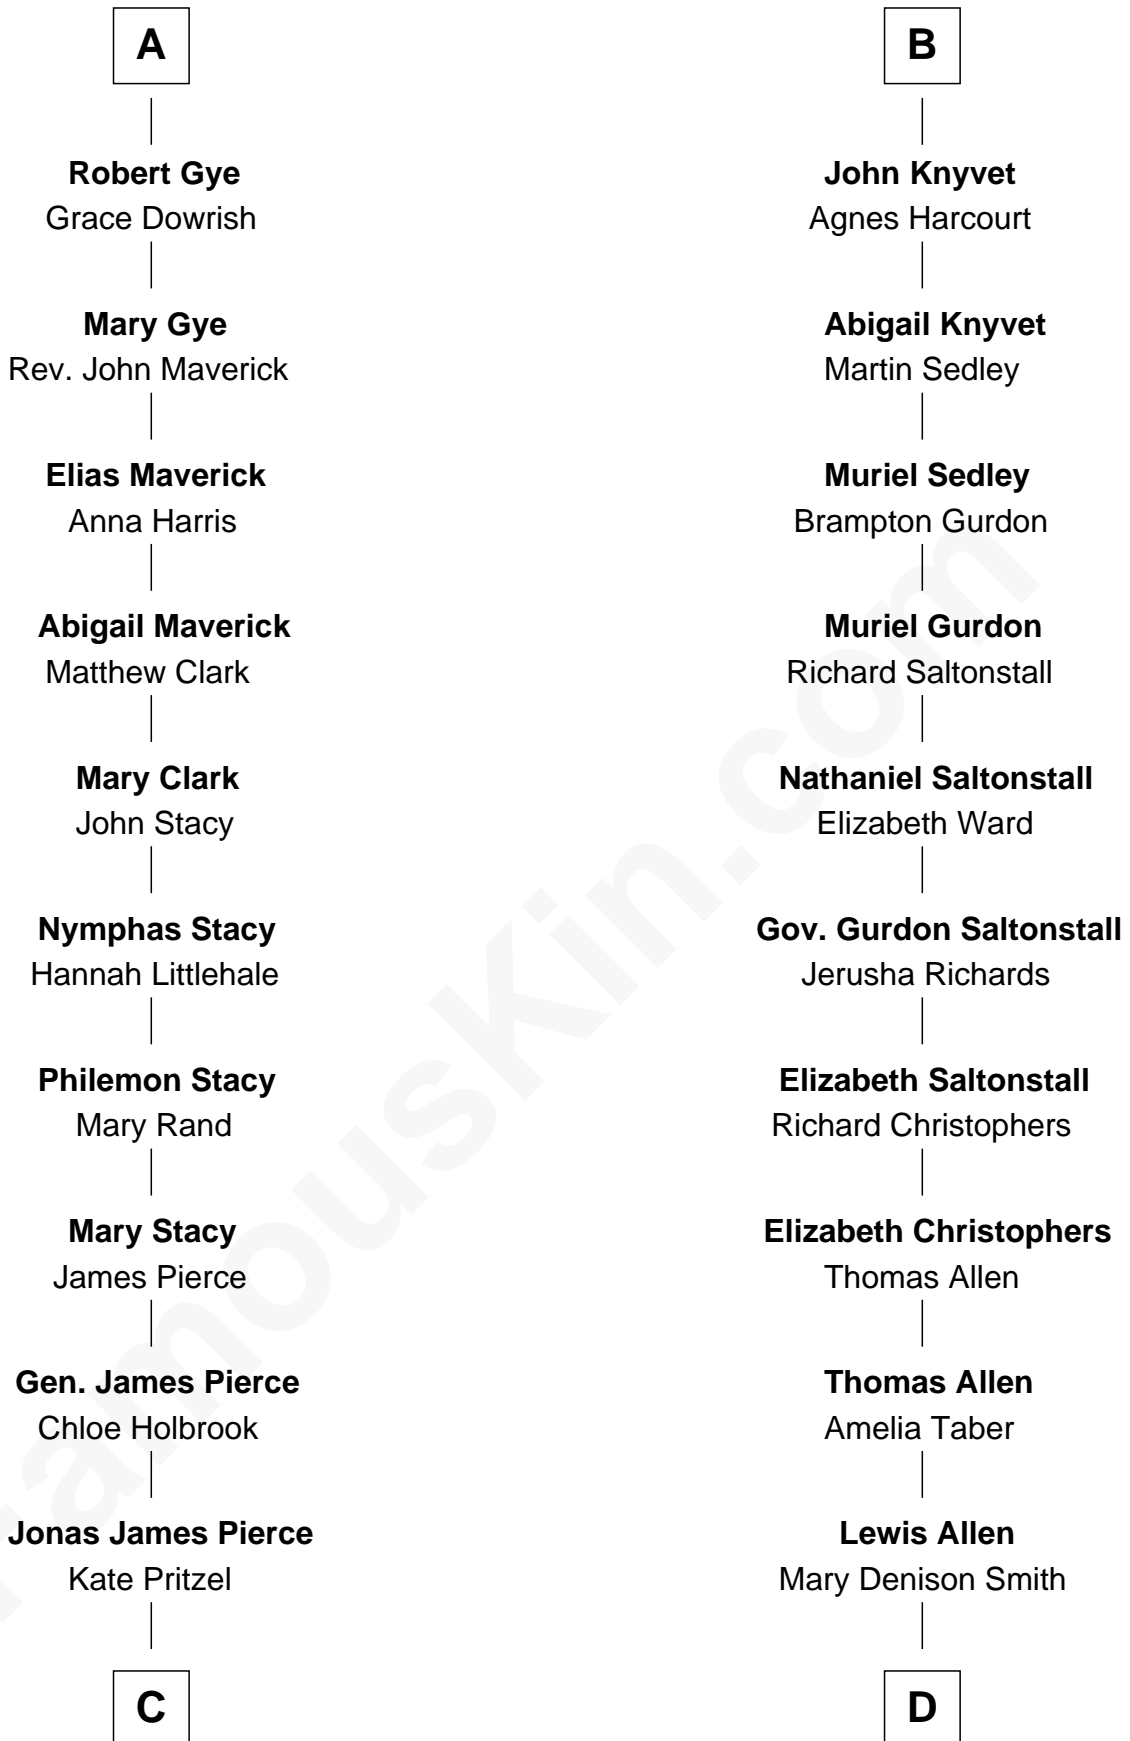 A
Robert Gye
Grace Dowrish
Mary Gye
Rev. John Maverick
Elias Maverick
Anna Harris
Abigail Maverick
Matthew Clark
Mary Clark
John Stacy
Nymphas Stacy
Hannah Littlehale
Philemon Stacy
Mary Rand
Mary Stacy
James Pierce
Gen. James Pierce
Chloe Holbrook
Jonas James Pierce
Kate Pritzel
C
B
John Knyvet
Agnes Harcourt
Abigail Knyvet
Martin Sedley
Muriel Sedley
Brampton Gurdon
Muriel Gurdon
Richard Saltonstall
Nathaniel Saltonstall
Elizabeth Ward
Gov. Gurdon Saltonstall
Jerusha Richards
Elizabeth Saltonstall
Richard Christophers
Elizabeth Christophers
Thomas Allen
Thomas Allen
Amelia Taber
Lewis Allen
Mary Denison Smith
D
FamousKin.com